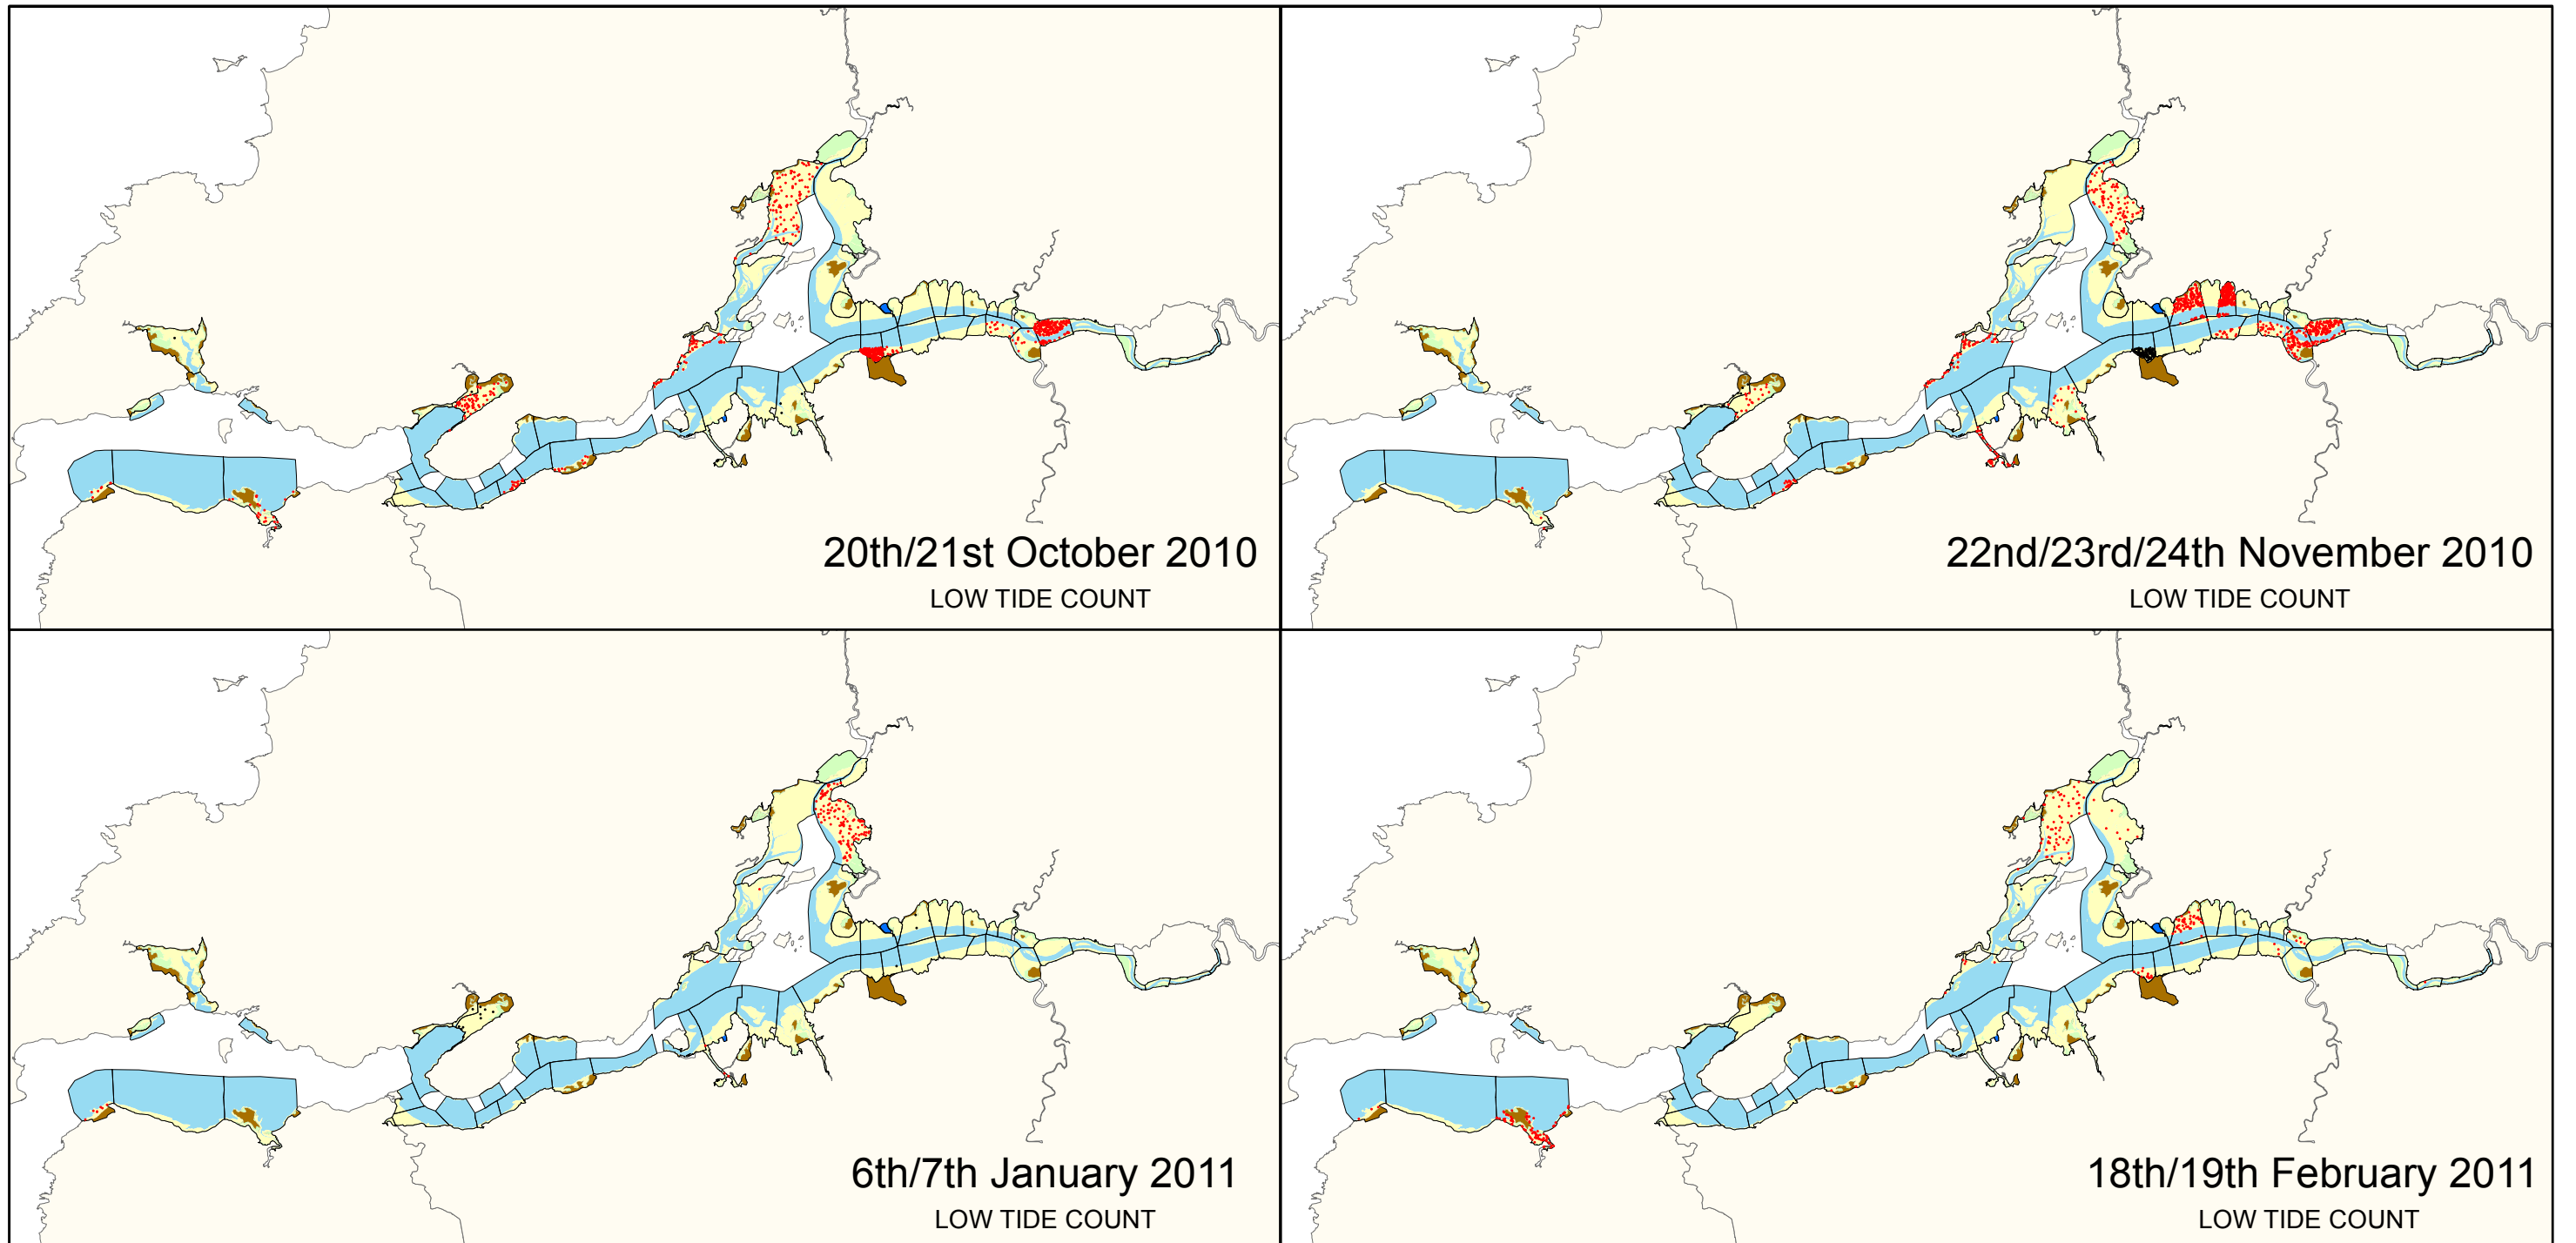 20th/21st October 2010
LOW TIDE COUNT
22nd/23rd/24th November 2010
LOW TIDE COUNT
6th/7th January 2011
LOW TIDE COUNT
18th/19th February 2011
LOW TIDE COUNT